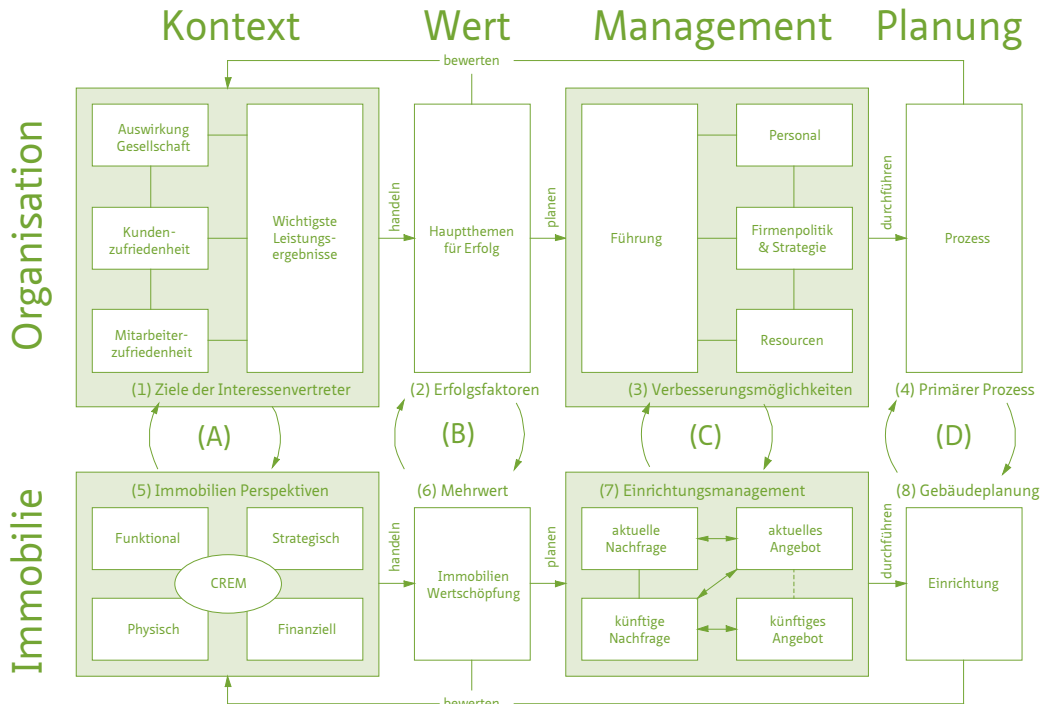 Kontext
Wert
Management
Planung
bewerten
Organisation
Auswirkung
Gesellschaft
Kunden-
zufriedenheit
Mitarbeiter-
zufriedenheit
Wichtigste
Leistungs-
ergebnisse
handeln
Hauptthemen
für Erfolg
planen
Führung
Personal
Firmenpolitik
& Strategie
Resourcen
durchführen
Prozess
(1) Ziele der Interessenvertreter
(2) Erfolgsfaktoren
(3) Verbesserungsmöglichkeiten
(4) Primärer Prozess
(A)
(B)
(C)
(D)
Immobilie
(5) Immobilien Perspektiven
(6) Mehrwert
(7) Einrichtungsmanagement
(8) Gebäudeplanung
Funktional
Strategisch
CREM
Physisch
Finanziell
handeln
Immobilien
Wertschöpfung
planen
aktuelle
Nachfrage
aktuelles
Angebot
künftige
Nachfrage
künftiges
Angebot
durchführen
Einrichtung
bewerten